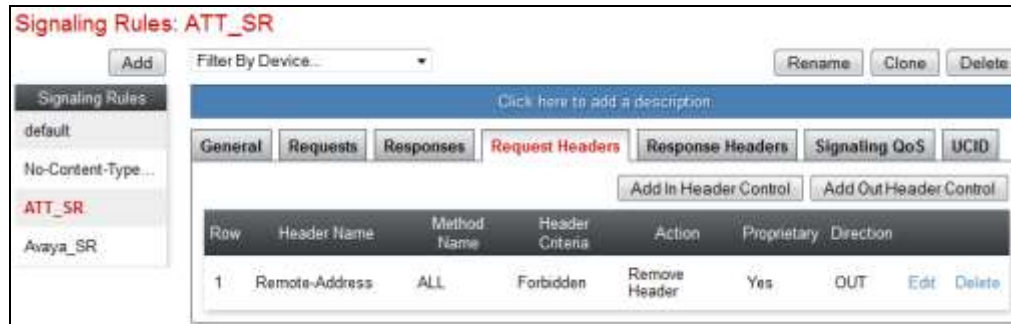 Signaling Rules: ATT_SR
Add
Filter By Device...
Rename
Clone
Delete
Signaling Rules
default
No-Content-Type...
ATT_SR
Avaya_SR
Click here to add a description.
General
Requests
Responses
Request Headers
Response Headers
Signaling QoS
UCID
Add In Header Control
Add Out Header Control
Row Header Name Method Name Header Criteria Action Proprietary Direction
1 Remote-Address ALL Forbidden Remove Header Yes OUT Edit Delete